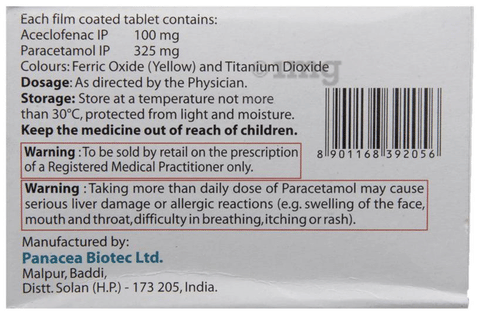 Each film coated tablet contains:
Aceclofenac IP 100 mg
Paracetamol IP 325 mg
Colours: Ferric Oxide (Yellow) and Titanium Dioxide
1mg
Dosage: As directed by the Physician.
Storage: Store at a temperature not more
than 30°C, protected from light and moisture.
Keep the medicine out of reach of children.
8 901168 392056
Warning : To be sold by retail on the prescription
of a Registered Medical Practitioner only.
Warning : Taking more than daily dose of Paracetamol may cause
serious liver damage or allergic reactions (e.g. swelling of the face,
mouth and throat, difficulty in breathing, itching or rash).
Manufactured by:
Panacea Biotec Ltd.
Malpur, Baddi,
Distt. Solan (H.P.) - 173 205, India.